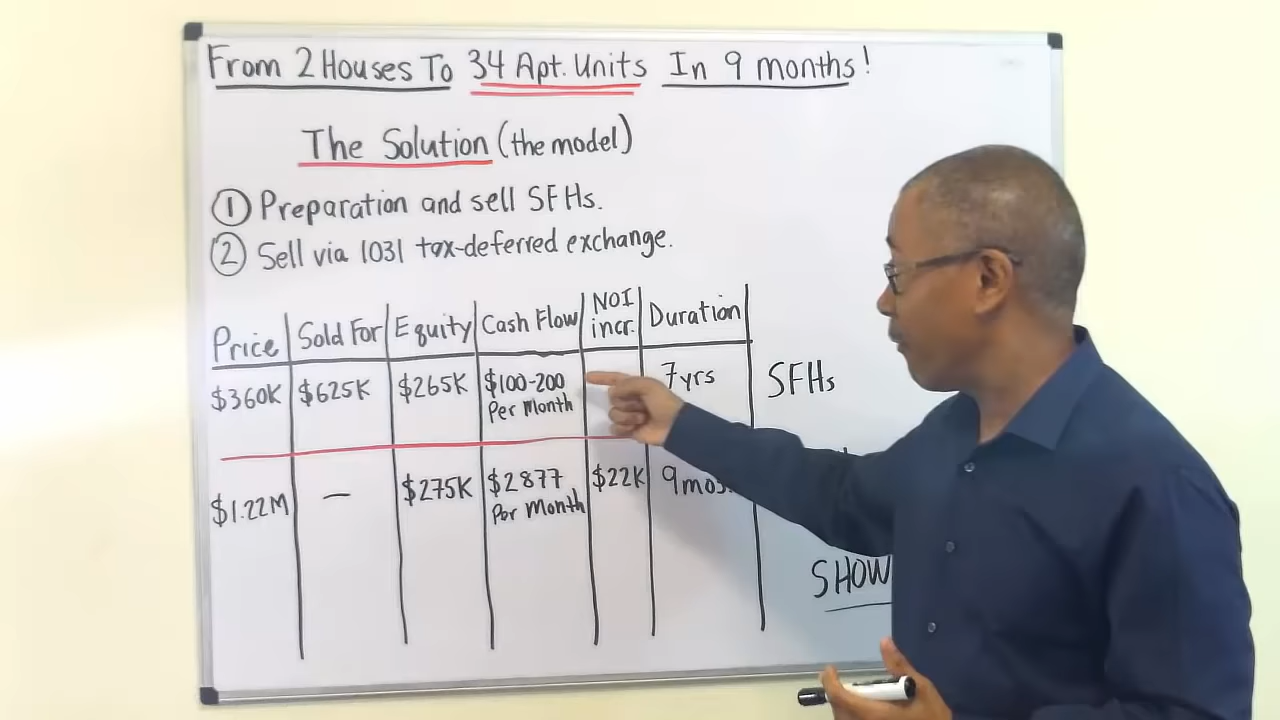 From 2 Houses To 34 Apt. Units In 9 months!
The Solution (the model)
① Preparation and sell SFHs.
② Sell via 1031 tax-deferred exchange.
Price Sold For Equity Cash Flow NOI incr. Duration
$360K $625K $265K $100-200 Per Month 7yrs SFHs
$1.22M — $275K $2877 Per Month $22K 9mos.
SHOW